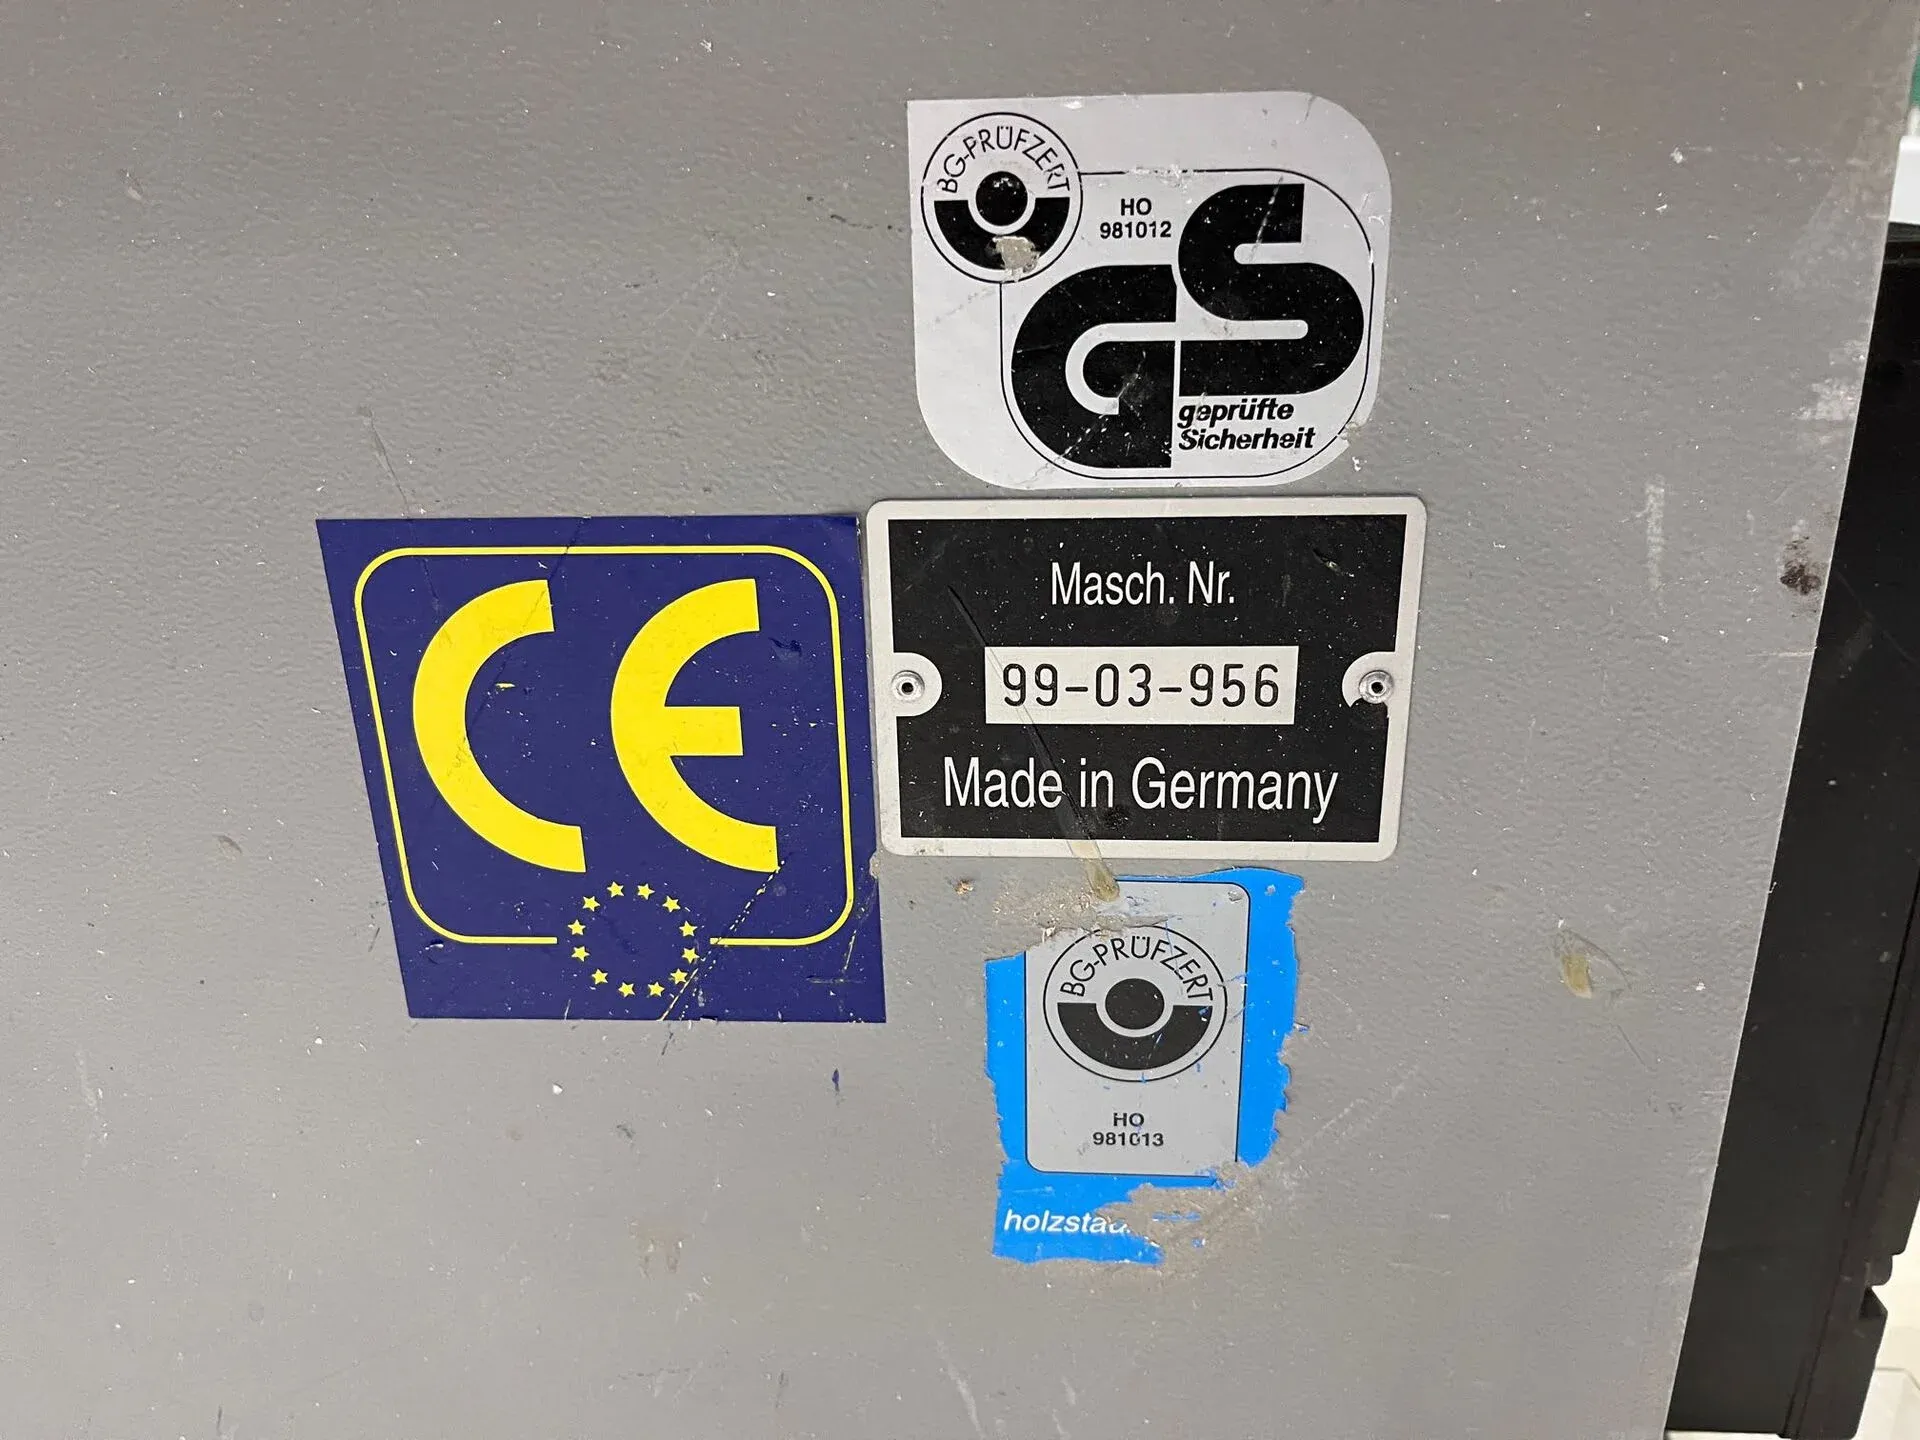 BG-PRÜFZERT
HO
981012
GS
geprüfte
Sicherheit
CE
Masch. Nr.
99-03-956
Made in Germany
BG-PRÜFZERT
HO
981013